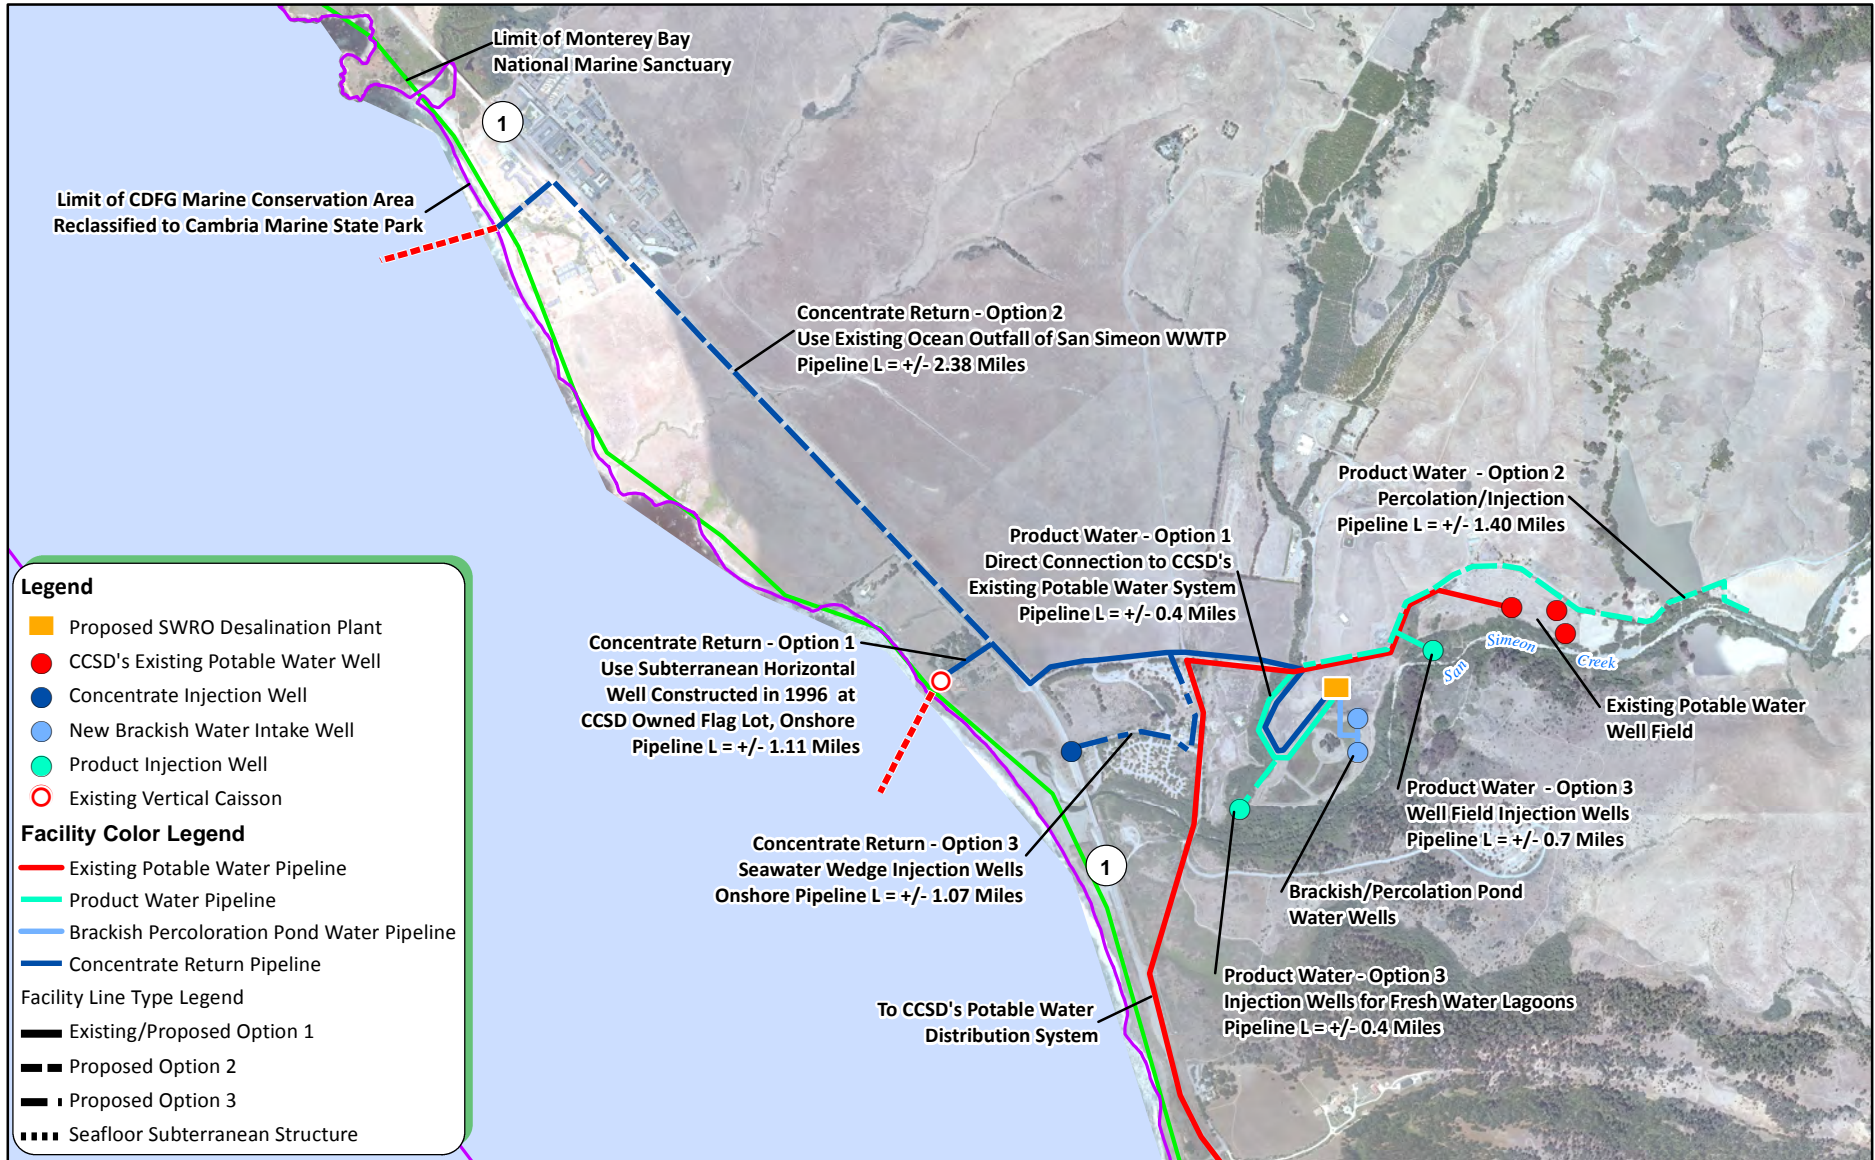 Limit of Monterey Bay
National Marine Sanctuary
1
Limit of CDFG Marine Conservation Area
Reclassified to Cambria Marine State Park
Concentrate Return - Option 2
Use Existing Ocean Outfall of San Simeon WWTP
Pipeline L = +/- 2.38 Miles
Product Water - Option 2
Percolation/Injection
Pipeline L = +/- 1.40 Miles
Product Water - Option 1
Direct Connection to CCSD's
Existing Potable Water System
Pipeline L = +/- 0.4 Miles
Concentrate Return - Option 1
Use Subterranean Horizontal
Well Constructed in 1996 at
CCSD Owned Flag Lot, Onshore
Pipeline L = +/- 1.11 Miles
San Simeon Creek
Existing Potable Water
Well Field
Product Water - Option 3
Well Field Injection Wells
Pipeline L = +/- 0.7 Miles
Concentrate Return - Option 3
Seawater Wedge Injection Wells
Onshore Pipeline L = +/- 1.07 Miles
1
Brackish/Percolation Pond
Water Wells
Product Water - Option 3
Injection Wells for Fresh Water Lagoons
Pipeline L = +/- 0.4 Miles
To CCSD's Potable Water
Distribution System
Legend
Proposed SWRO Desalination Plant
CCSD's Existing Potable Water Well
Concentrate Injection Well
New Brackish Water Intake Well
Product Injection Well
Existing Vertical Caisson
Facility Color Legend
Existing Potable Water Pipeline
Product Water Pipeline
Brackish Percoloration Pond Water Pipeline
Concentrate Return Pipeline
Facility Line Type Legend
Existing/Proposed Option 1
Proposed Option 2
Proposed Option 3
Seafloor Subterranean Structure